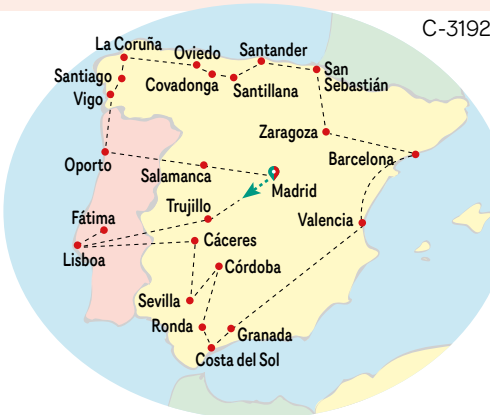 C-3192
La Coruña
Oviedo
Santander
Santiago
Covadonga
Santillana
San
Sebastián
Vigo
Zaragoza
Barcelona
Oporto
Salamanca
Madrid
Trujillo
Fátima
Valencia
Lisboa
Cáceres
Córdoba
Sevilla
Ronda
Granada
Costa del Sol